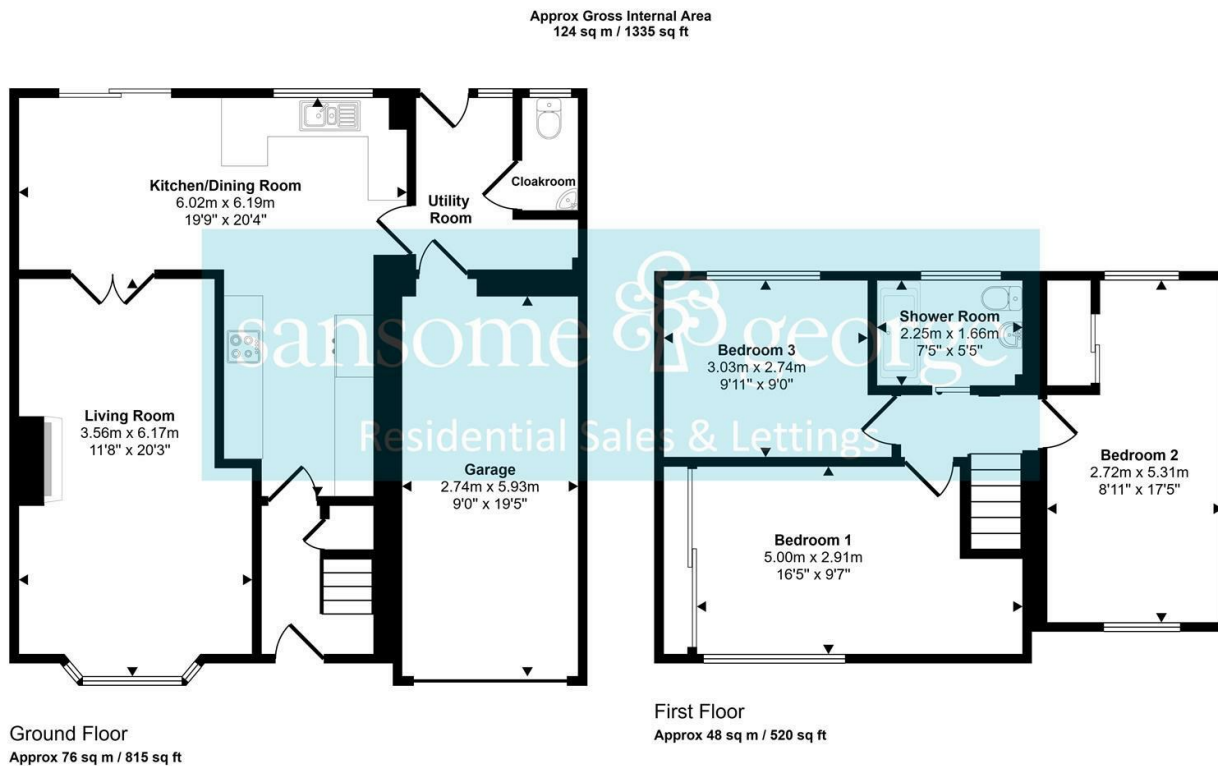 Approx Gross Internal Area
124 sq m / 1335 sq ft
Kitchen/Dining Room
6.02m x 6.19m
19'9" x 20'4"
Utility
Room
Cloakroom
Living Room
3.56m x 6.17m
11'8" x 20'3"
Garage
2.74m x 5.93m
9'0" x 19'5"
sansome george
Residential Sales & Lettings
Bedroom 3
3.03m x 2.74m
9'11" x 9'0"
Shower Room
2.25m x 1.66m
7'5" x 5'5"
Bedroom 2
2.72m x 5.31m
8'11" x 17'5"
Bedroom 1
5.00m x 2.91m
16'5" x 9'7"
Ground Floor
Approx 76 sq m / 815 sq ft
First Floor
Approx 48 sq m / 520 sq ft